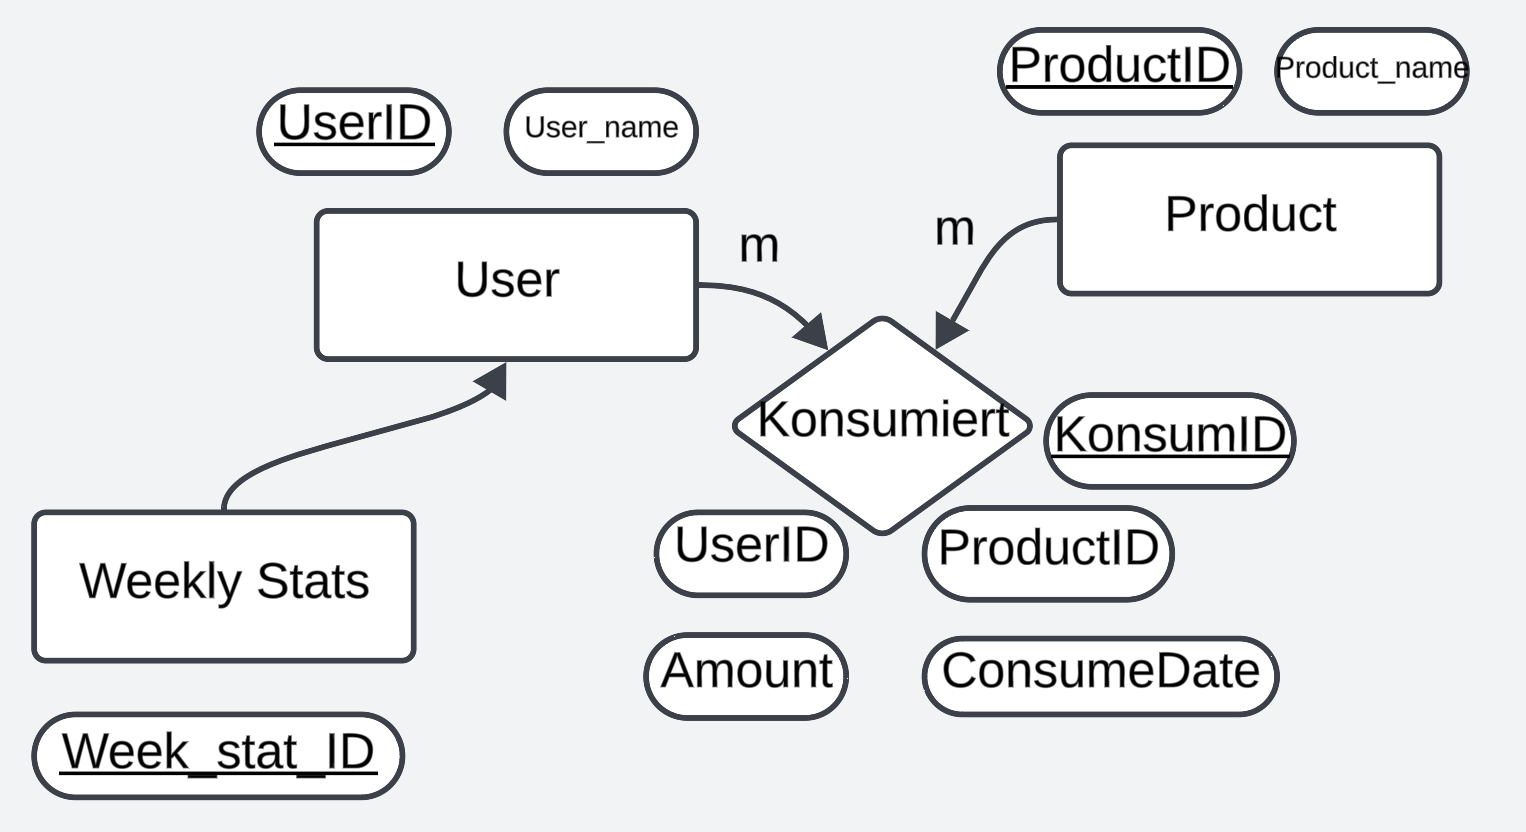 ProductID
Product_name
UserID
User_name
Product
m
m
User
Konsumiert
KonsumID
UserID
ProductID
Weekly Stats
Amount
ConsumeDate
Week_stat_ID